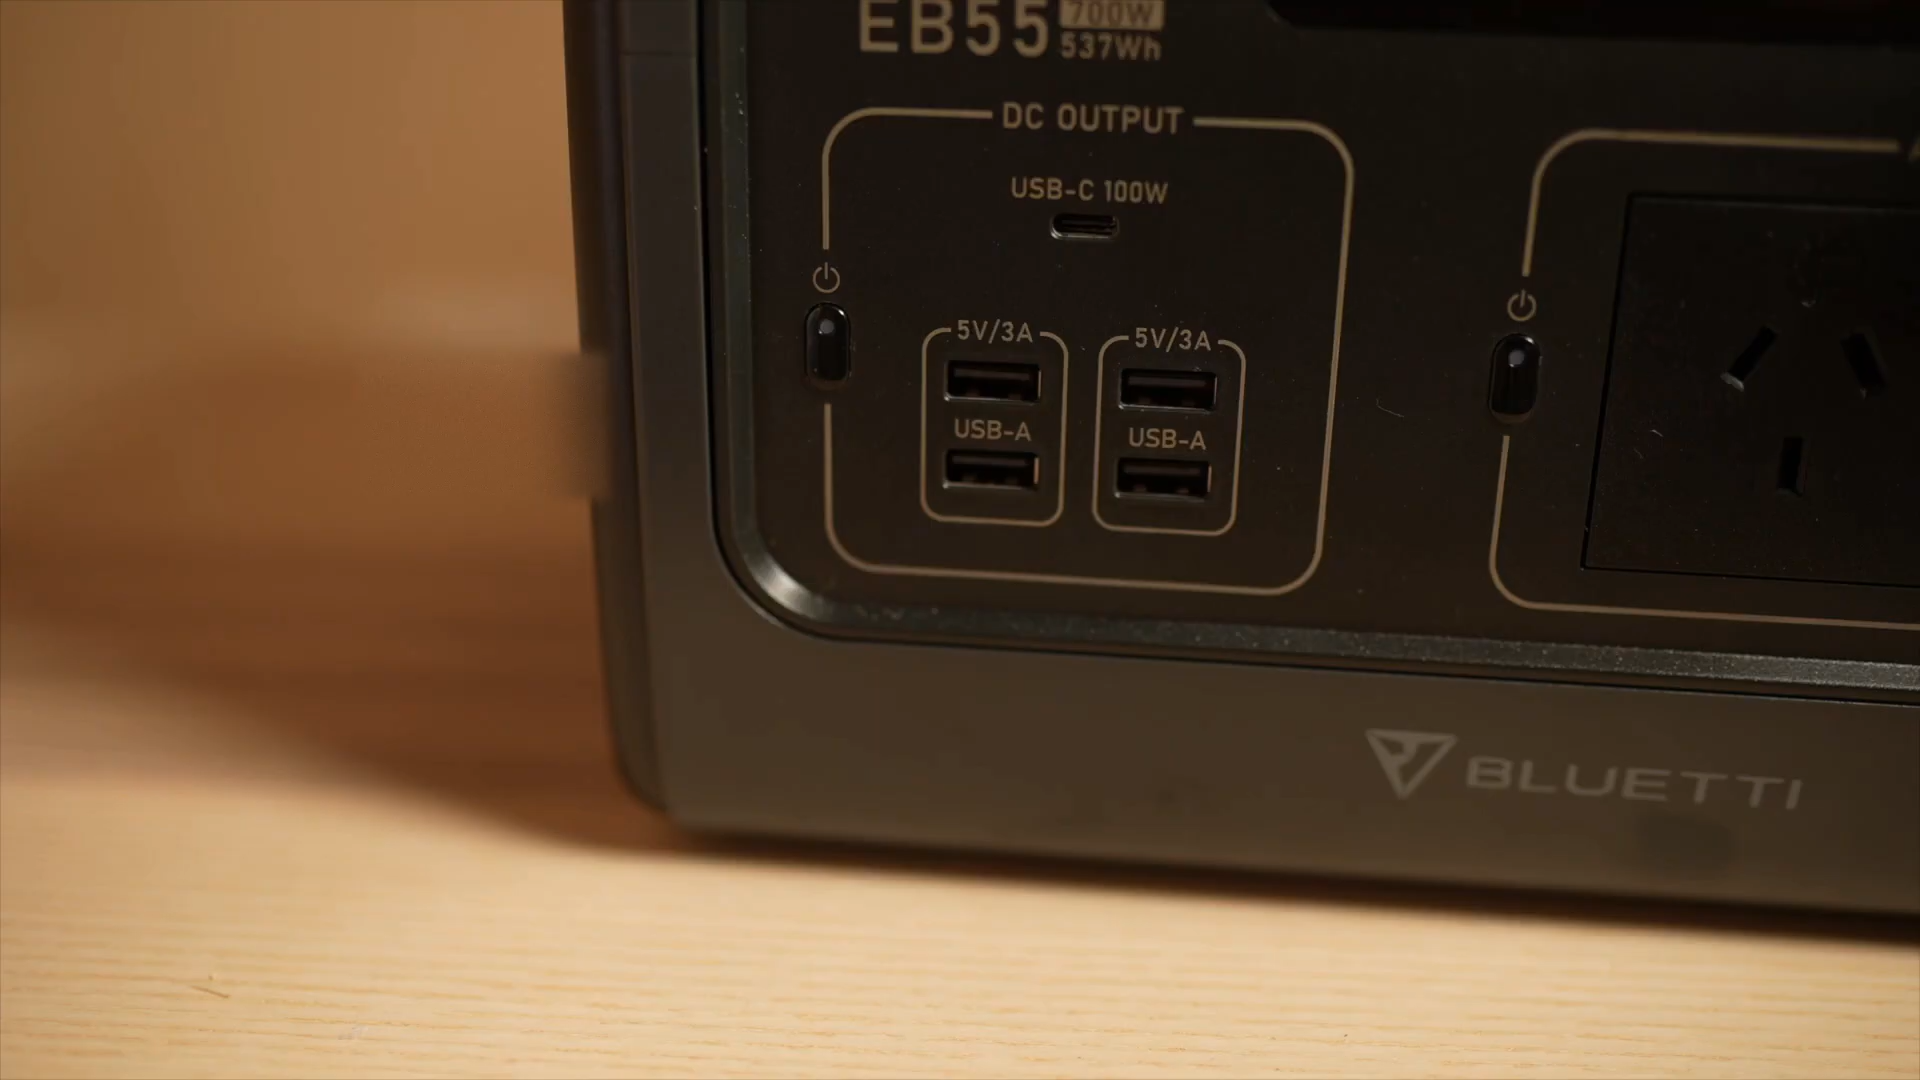 EB55 700W
537Wh
DC OUTPUT
USB-C 100W
5V/3A
5V/3A
USB-A
USB-A
BLUETTI